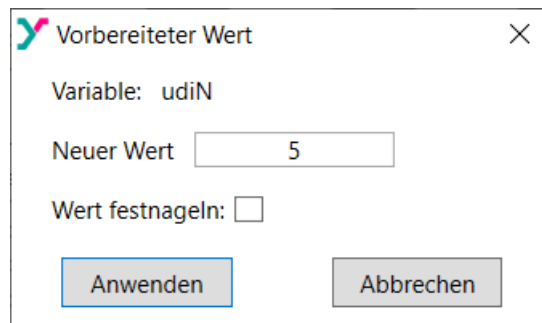 Vorbereiteter Wert
Variable: udiN
Neuer Wert 5
Wert festnageln:
Anwenden Abbrechen